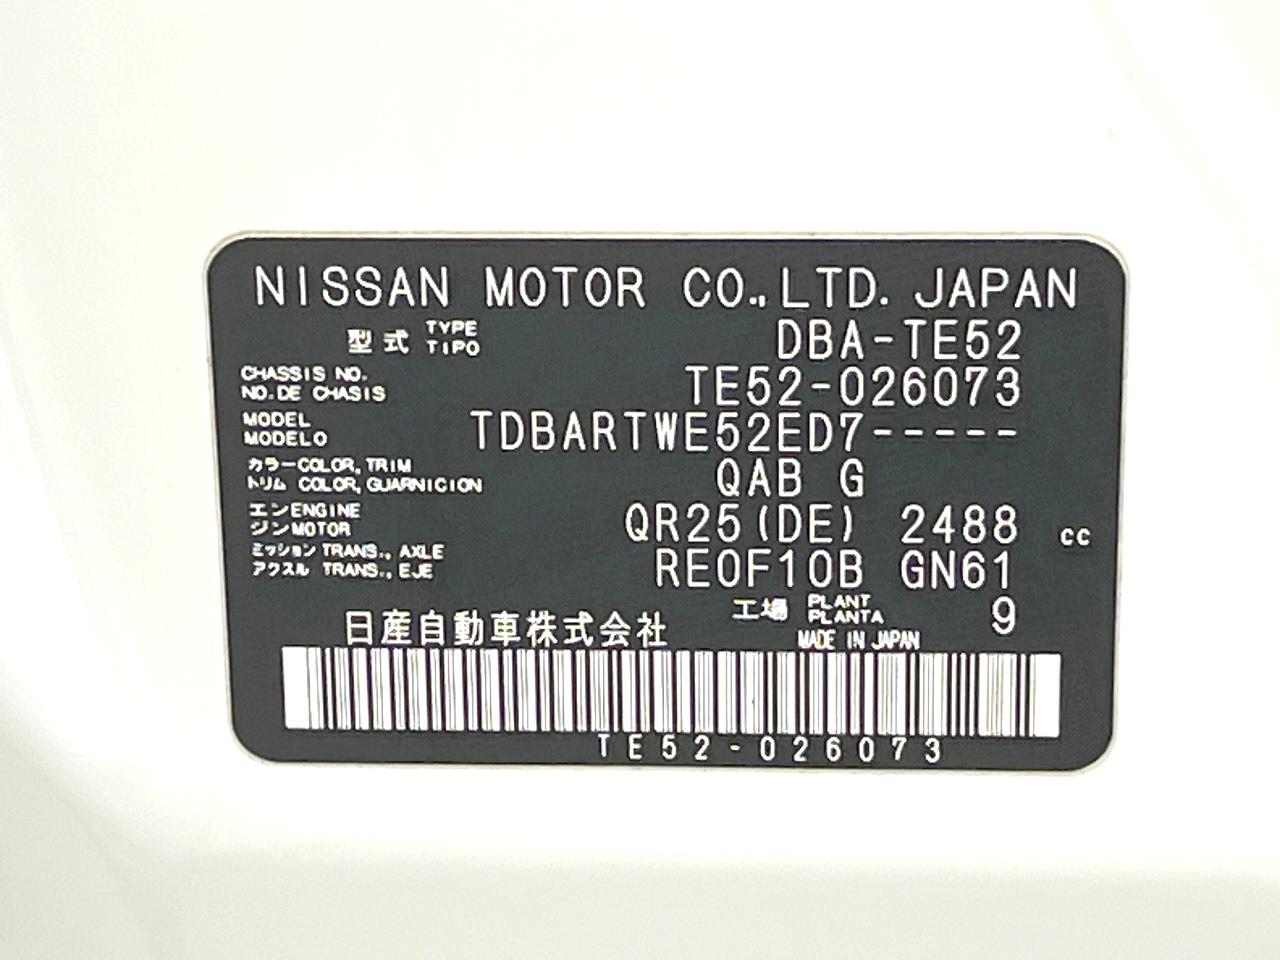 NISSAN MOTOR CO., LTD. JAPAN
型式 TYPE TIPO DBA-TE52
CHASSIS NO. NO. DE CHASIS TE52-026073
MODEL MODELO TDBARTWE52ED7-----
カラー COLOR, TRIM トリム COLOR, GUARNICION QAB G
エンジン ENGINE MOTOR QR25(DE) 2488 cc
ミッション TRANS., AXLE アクスル TRANS., EJE RE0F10B GN61
工場 PLANT PLANTA 9
日産自動車株式会社 MADE IN JAPAN
TE52-026073